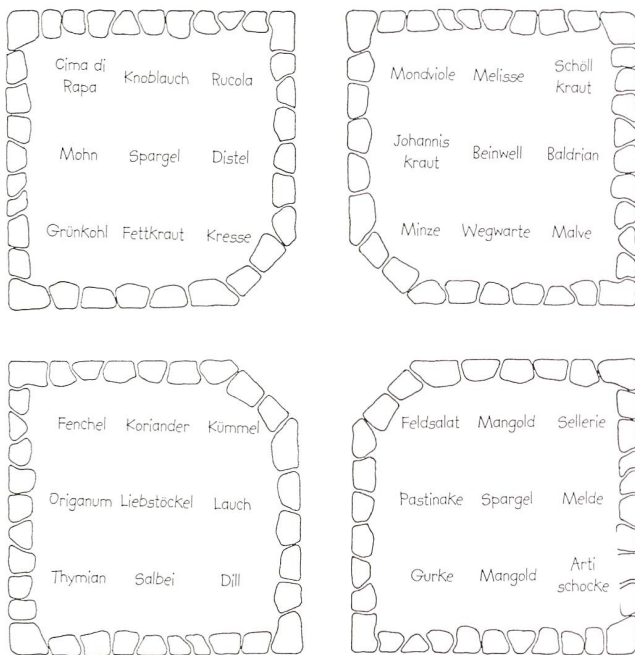 Cima di
Rapa
Knoblauch
Rucola
Mohn
Spargel
Distel
Grünkohl
Fettkraut
Kresse
Mondviole
Melisse
Schöll
kraut
Johannis
kraut
Beinwell
Baldrian
Minze
Wegwarte
Malve
Fenchel
Koriander
Kümmel
Origanum
Liebstöckel
Lauch
Thymian
Salbei
Dill
Feldsalat
Mangold
Sellerie
Pastinake
Spargel
Melde
Gurke
Mangold
Arti
schocke